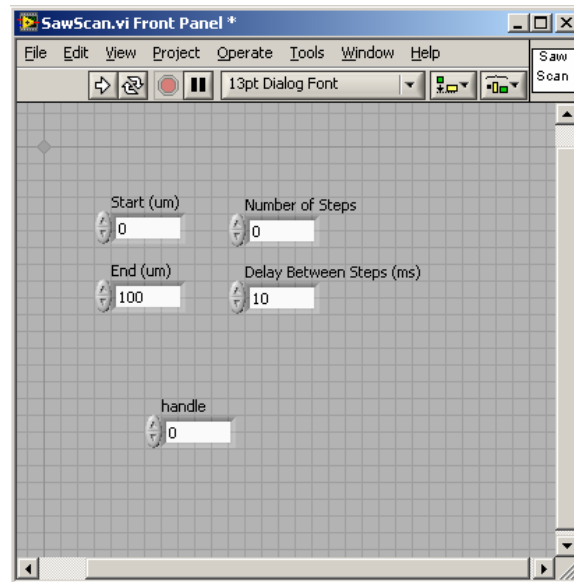 SawScan.vi Front Panel *
File Edit View Project Operate Tools Window Help
Saw
Scan
13pt Dialog Font
Start (um)
0
Number of Steps
0
End (um)
100
Delay Between Steps (ms)
10
handle
0